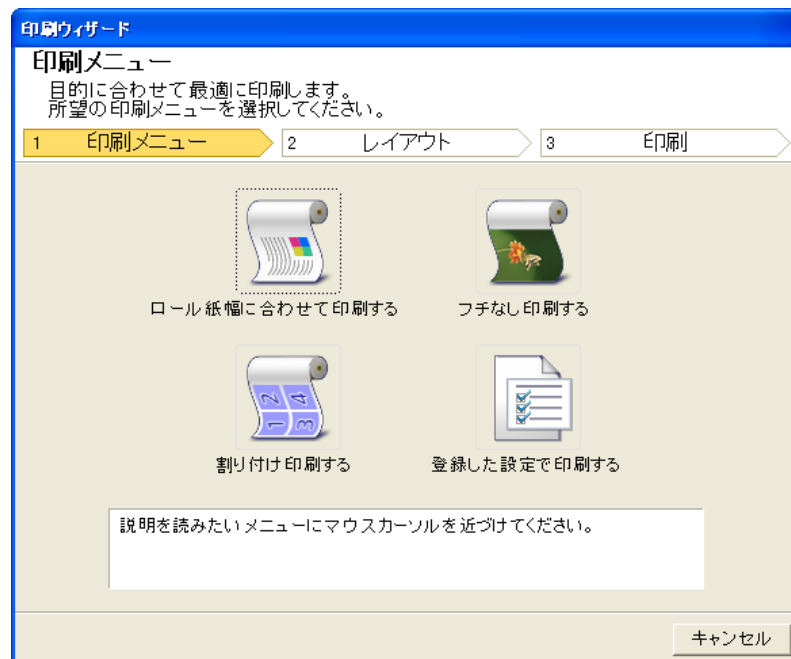 印刷ウィザード
印刷メニュー
目的に合わせて最適に印刷します。
所望の印刷メニューを選択してください。
1 印刷メニュー 2 レイアウト 3 印刷
ロール紙幅に合わせて印刷する フチなし印刷する
1 2 3 4
割り付け印刷する 登録した設定で印刷する
説明を読みたいメニューにマウスカーソルを近づけてください。
キャンセル